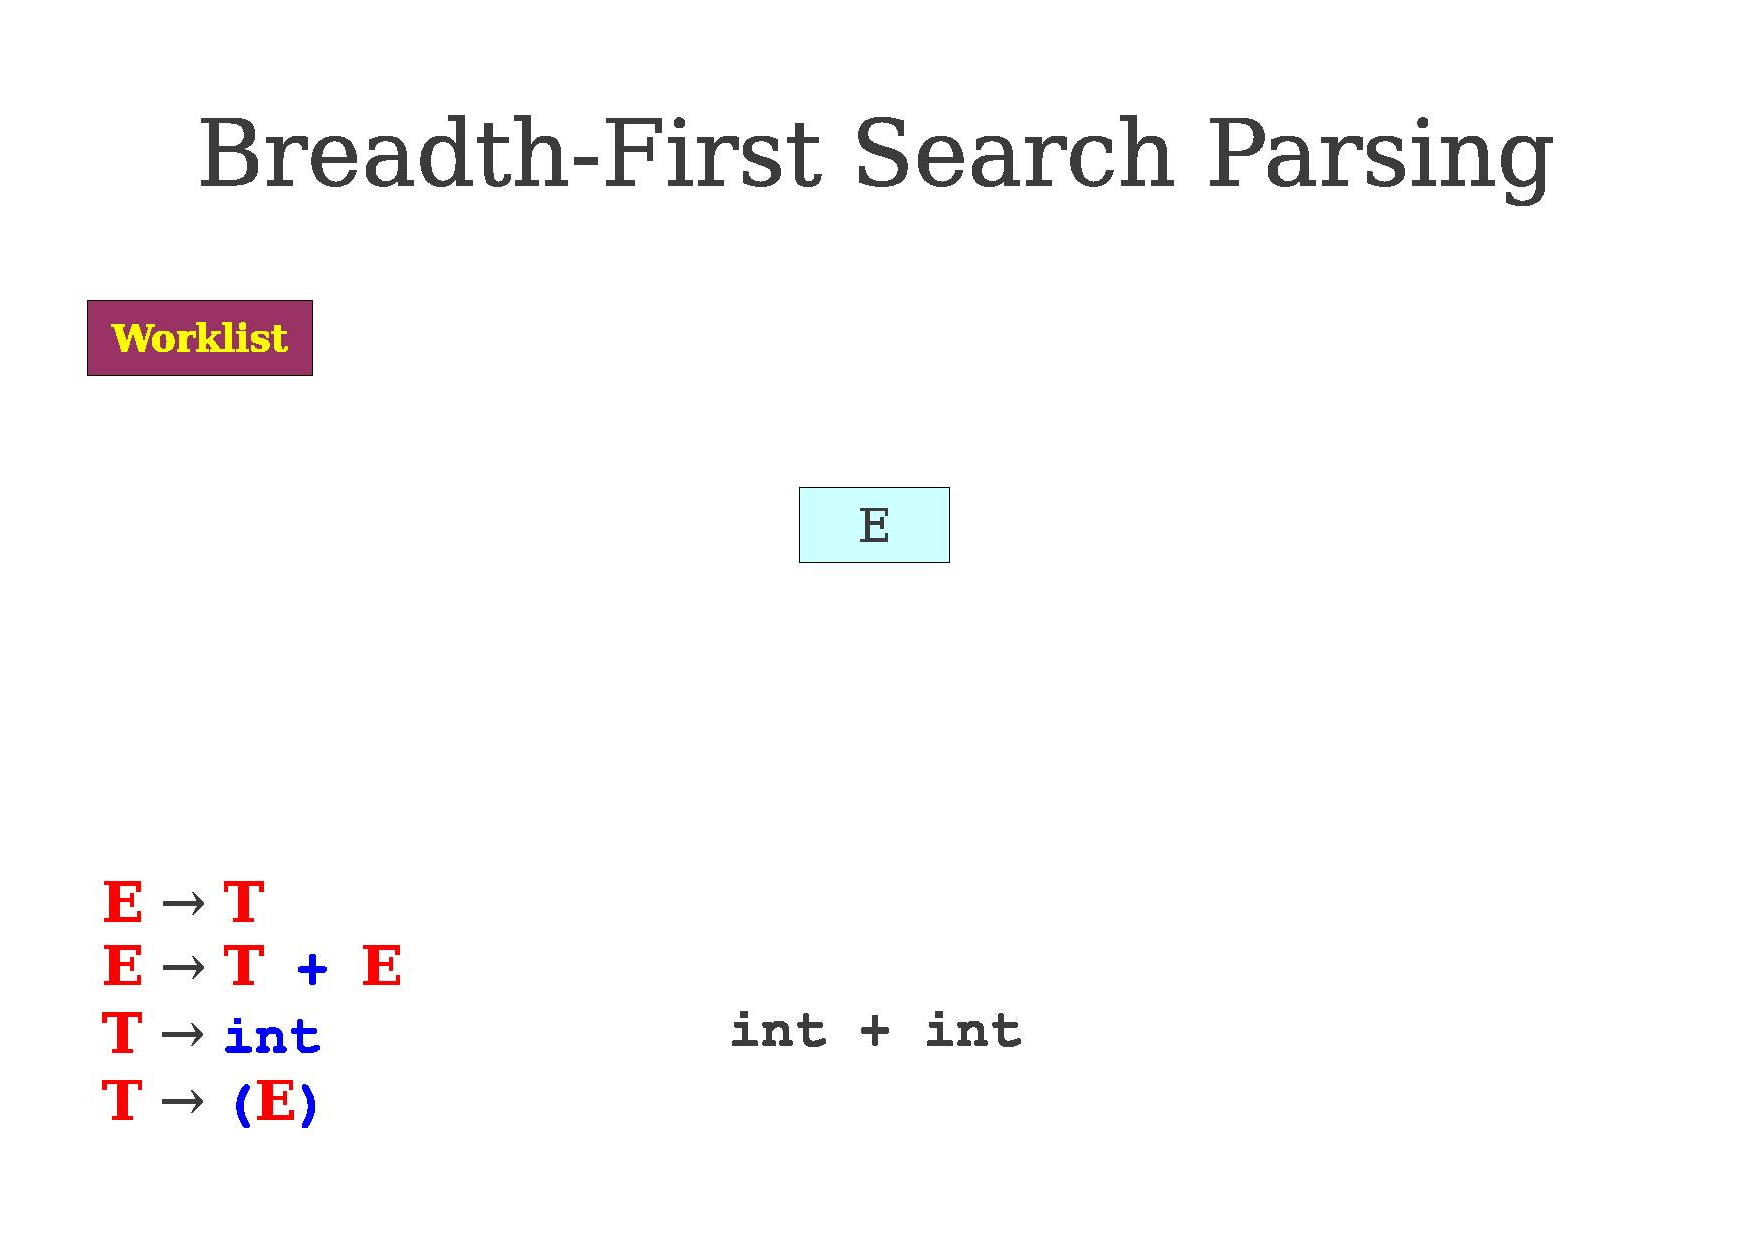 Breadth-First Search Parsing
Worklist
E
E → T
E → T + E
T → int
T → (E)
int + int